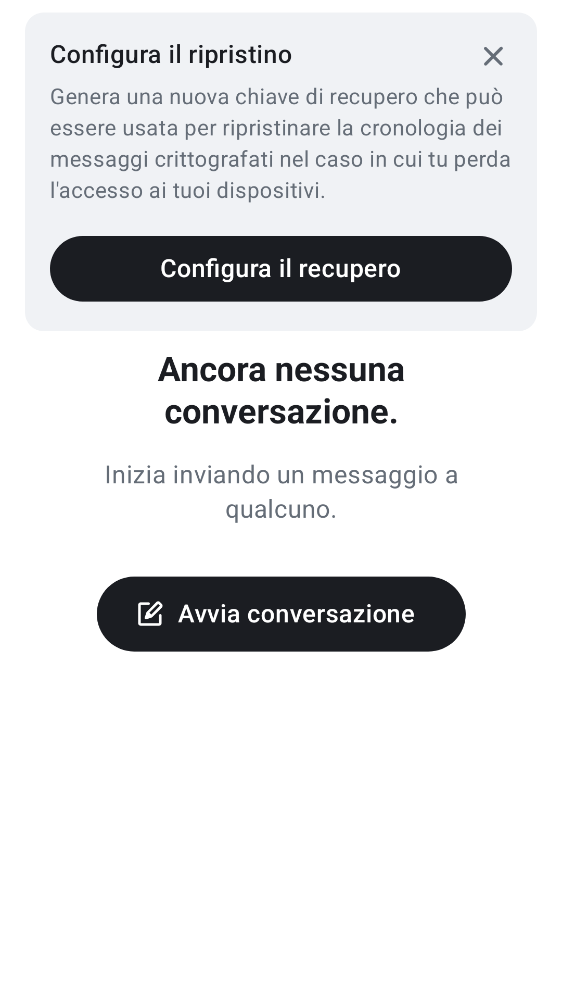 Configura il ripristino
Genera una nuova chiave di recupero che può
essere usata per ripristinare la cronologia dei
messaggi crittografati nel caso in cui tu perda
l'accesso ai tuoi dispositivi.
Configura il recupero
Ancora nessuna
conversazione.
Inizia inviando un messaggio a
qualcuno.
Avvia conversazione